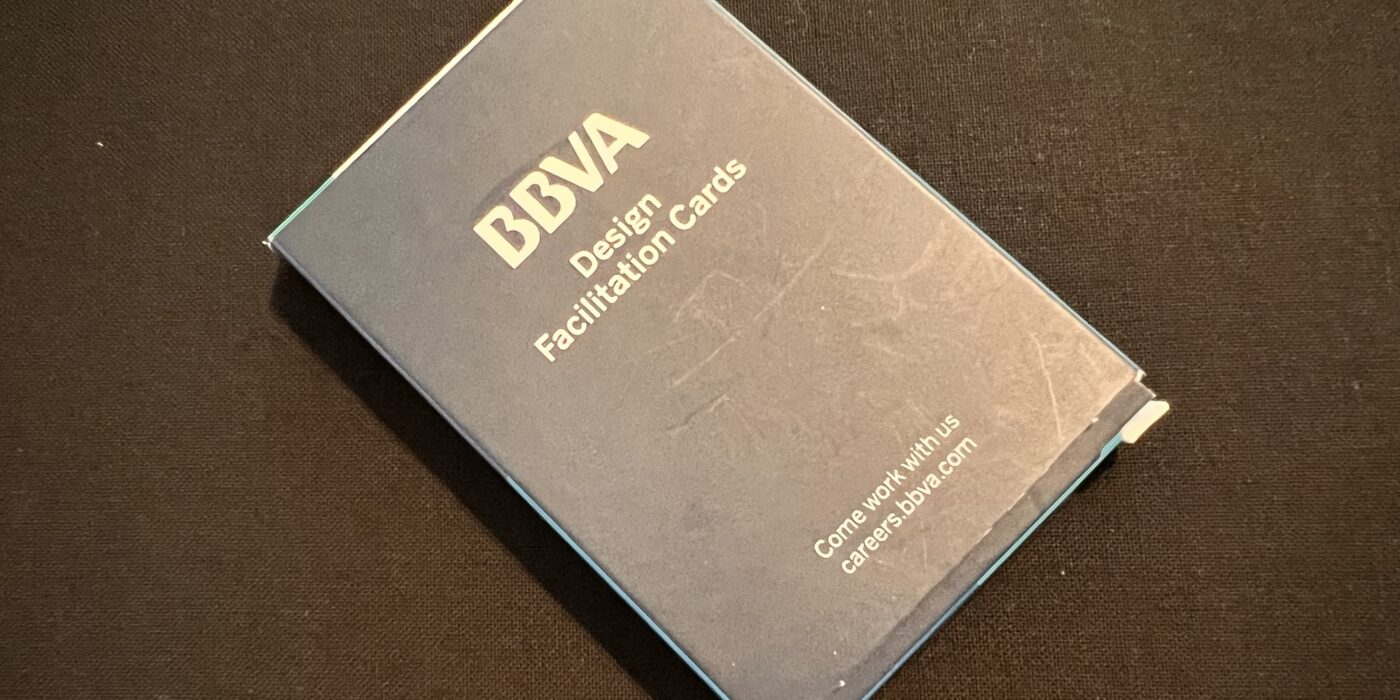 BBVA
Design
Facilitation Cards
Come work with us
careers.bbva.com